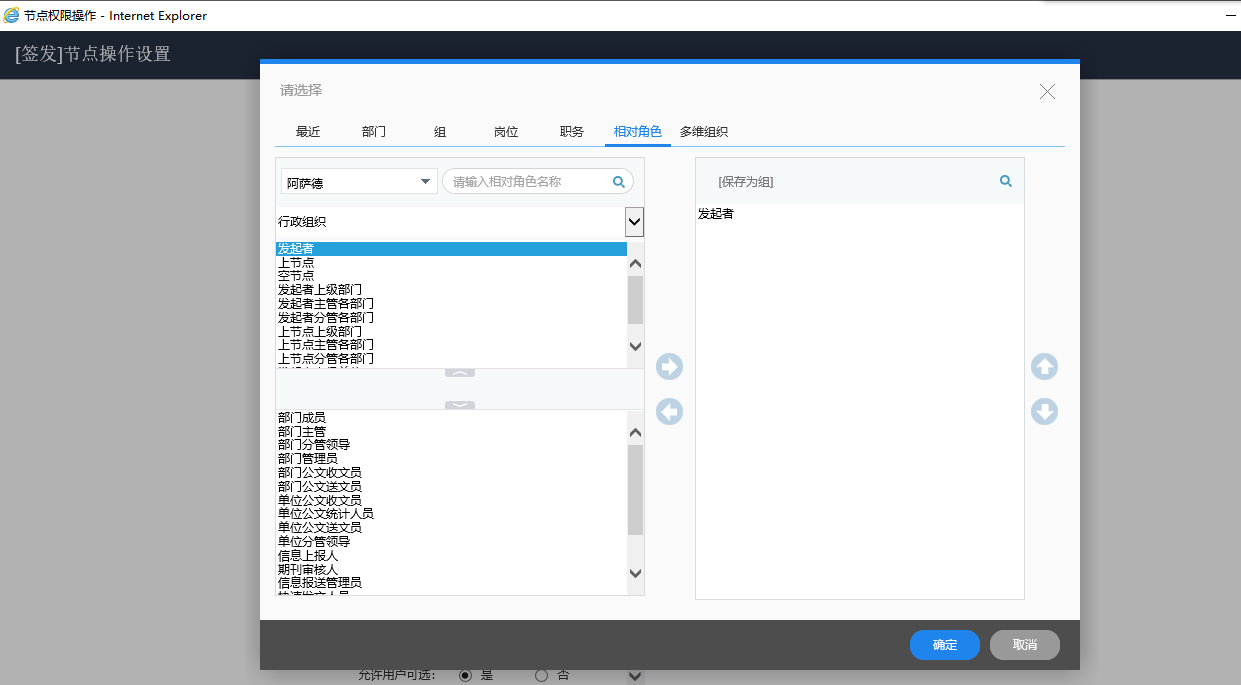 节点权限操作 - Internet Explorer
[签发]节点操作设置
请选择
最近 部门 组 岗位 职务 相对角色 多维组织
阿萨德 请输入相对角色名称
行政组织
发起者
上节点
空节点
发起者上级部门
发起者主管各部门
发起者分管各部门
上节点上级部门
上节点主管各部门
上节点分管各部门
部门成员
部门主管
部门分管领导
部门管理员
部门公文收文员
部门公文送文员
单位公文收文员
单位公文统计人员
单位公文送文员
单位分管领导
信息上报人
期刊审核人
信息报送管理员
[保存为组]
发起者
确定 取消
允许用户可选： 是 否